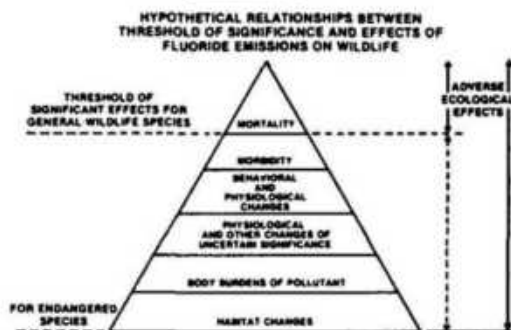 HYPOTHETICAL RELATIONSHIPS BETWEEN
THRESHOLD OF SIGNIFICANCE AND EFFECTS OF
FLUORIDE EMISSIONS ON WILDLIFE
THRESHOLD OF
SIGNIFICANT EFFECTS FOR
GENERAL WILDLIFE SPECIES
ADVERSE
ECOLOGICAL
EFFECTS
MORTALITY
MORBIDITY
BEHAVIORAL
AND
PHYSIOLOGICAL
CHANGES
PHYSIOLOGICAL
AND OTHER CHANGES OF
UNCERTAIN SIGNIFICANCE
BODY BURDENS OF POLLUTANT
FOR ENDANGERED
SPECIES
HABITAT CHANGES